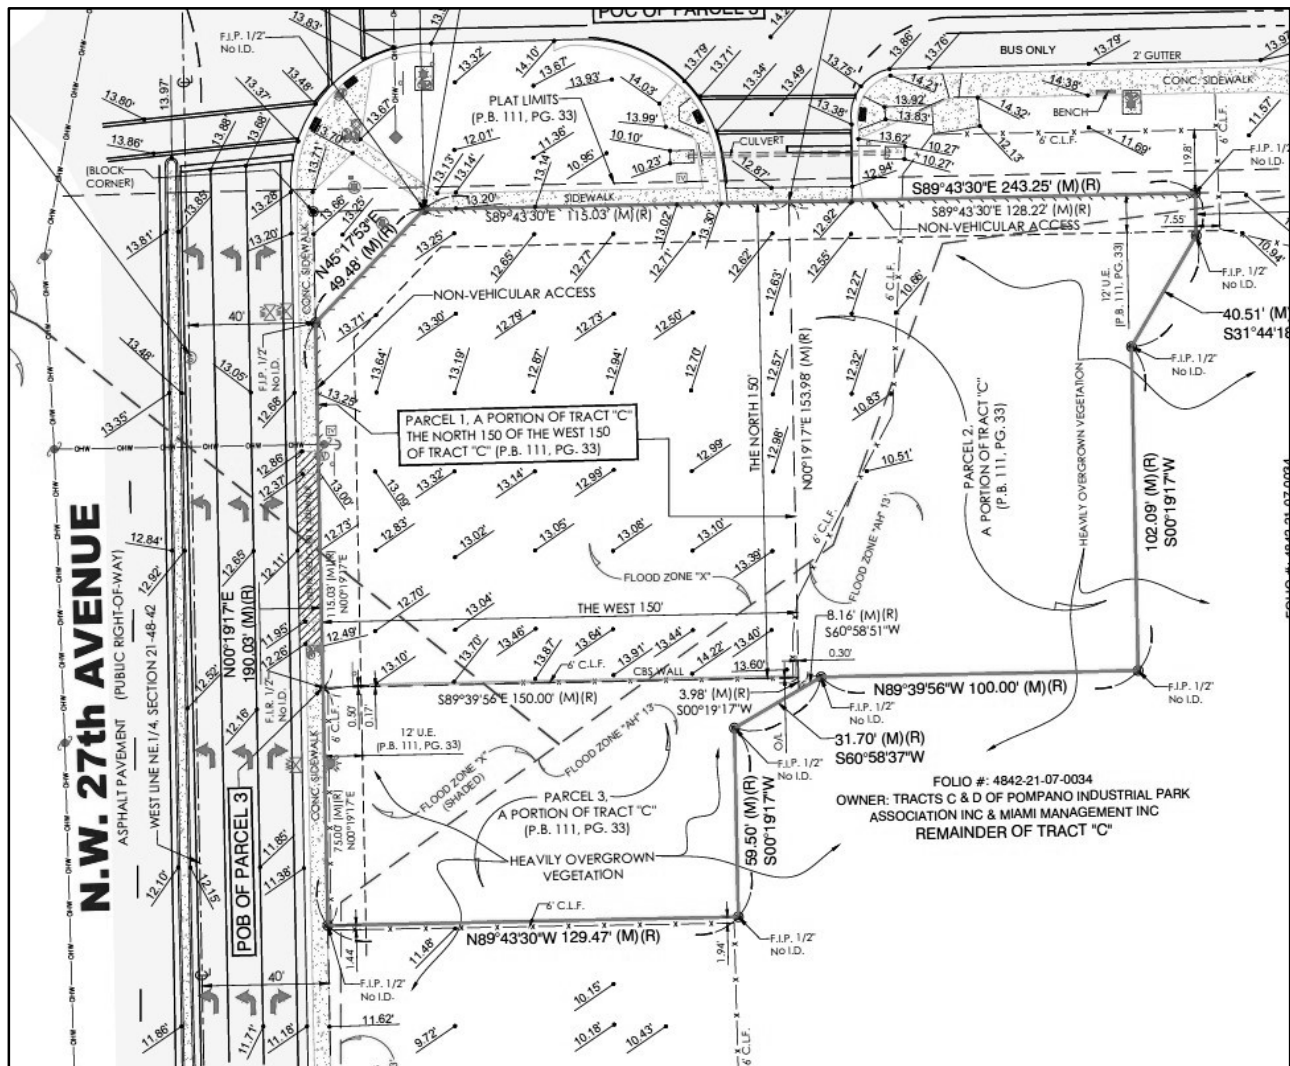 POC OF PARCEL 3
13.83'
F.I.P. 1/2"
No I.D.
13.32'
14.10'
13.67'
13.93'
14.03'
13.79'
13.71'
13.34'
13.49'
13.75'
13.86'
13.76'
BUS ONLY
13.79'
2' GUTTER
13.97'
CONC. SIDEWALK
13.97'
13.48'
13.37'
13.80'
13.88'
13.68'
13.86'
13.67'
PLAT LIMITS
(P.B. 111, PG. 33)
12.01'
11.36'
10.95'
13.99'
10.10'
10.23'
CULVERT
13.38'
14.21'
13.92'
13.83'
13.62'
10.27'
10.27'
14.32'
14.38'
BENCH
12.13'
6' C.L.F.
11.69'
19.8'
6' C.L.F.
11.57'
(BLOCK
CORNER)
13.71'
13.13'
13.14'
13.14'
12.87'
12.94'
F.I.P. 1/2"
No I.D.
13.85'
13.28'
13.66'
13.25'
13.20'
SIDEWALK
S89°43'30"E 115.03' (M)(R)
13.02'
13.30'
12.92'
S89°43'30"E 243.25' (M)(R)
S89°43'30"E 128.22' (M)(R)
NON-VEHICULAR ACCESS
7.55'
10.94'
13.81'
13.20'
CONC. SIDEWALK
N45°17'53"E
49.48' (M)(R)
13.25'
12.65'
12.77'
12.71'
12.62'
12.55'
6' C.L.F.
10.66'
12' U.E.
(P.B. 111, PG. 33)
F.I.P. 1/2"
No I.D.
NON-VEHICULAR ACCESS
40'
13.71'
13.30'
12.79'
12.73'
12.50'
12.63'
12.27'
40.51' (M)
S31°44'18
13.48'
13.05'
F.I.P. 1/2"
No I.D.
13.64'
13.19'
12.87'
12.94'
12.70'
12.57'
12.32'
F.I.P. 1/2"
No I.D.
13.35'
12.68'
13.25'
10.83'
PARCEL 1, A PORTION OF TRACT "C"
THE NORTH 150 OF THE WEST 150
OF TRACT "C" (P.B. 111, PG. 33)
THE NORTH 150'
N00°19'17"E 153.98' (M)(R)
PARCEL 2,
A PORTION OF TRACT "C"
(P.B. 111, PG. 33)
HEAVILY OVERGROWN VEGETATION
102.09' (M)(R)
S00°19'17"W
OHW
OHW
OHW
12.86'
12.37'
13.00'
13.09'
13.32'
13.14'
12.99'
12.99'
12.98'
10.51'
N.W. 27th AVENUE
ASPHALT PAVEMENT (PUBLIC RIGHT-OF-WAY)
WEST LINE NE.1/4, SECTION 21-48-42
12.84'
12.92'
12.65'
12.11'
12.73'
12.83'
13.02'
13.05'
13.08'
13.10'
13.39'
6' C.L.F.
FLOOD ZONE "X"
FLOOD ZONE "AH" 13'
N00°19'17"E
190.03' (M)(R)
115.03' (M)(R)
N00°19'17"E
12.70'
13.04'
THE WEST 150'
8.16' (M)(R)
S60°58'51"W
11.95'
12.26'
12.49'
13.10'
13.70'
13.46'
13.87'
13.64'
13.91'
13.44'
14.22'
13.40'
13.60'
0.30'
6' C.L.F.
CBS WALL
12.52'
12.16'
F.I.R. 1/2"
No I.D.
S89°39'56"E 150.00' (M)(R)
3.98' (M)(R)
S00°19'17"W
N89°39'56"W 100.00' (M)(R)
F.I.P. 1/2"
No I.D.
F.I.P. 1/2"
No I.D.
6' C.L.F.
0.50'
0.17'
12' U.E.
(P.B. 111, PG. 33)
O/L
31.70' (M)(R)
S60°58'37"W
F.I.P. 1/2"
No I.D.
CONC. SIDEWALK
FLOOD ZONE "X"
(SHADED)
FLOOD ZONE "AH" 13'
PARCEL 3,
A PORTION OF TRACT "C"
(P.B. 111, PG. 33)
FOLIO #: 4842-21-07-0034
OWNER: TRACTS C & D OF POMPANO INDUSTRIAL PARK
ASSOCIATION INC & MIAMI MANAGEMENT INC
REMAINDER OF TRACT "C"
POB OF PARCEL 3
11.85'
11.38'
75.00' (M)(R)
N00°19'17"E
HEAVILY OVERGROWN
VEGETATION
59.50' (M)(R)
S00°19'17"W
12.10'
12.15'
6' C.L.F.
N89°43'30"W 129.47' (M)(R)
1.44'
11.48'
1.94'
F.I.P. 1/2"
No I.D.
40'
F.I.P. 1/2"
No I.D.
10.15'
11.86'
11.71'
11.18'
11.62'
9.72'
10.18'
10.43'
6' C.L.F.